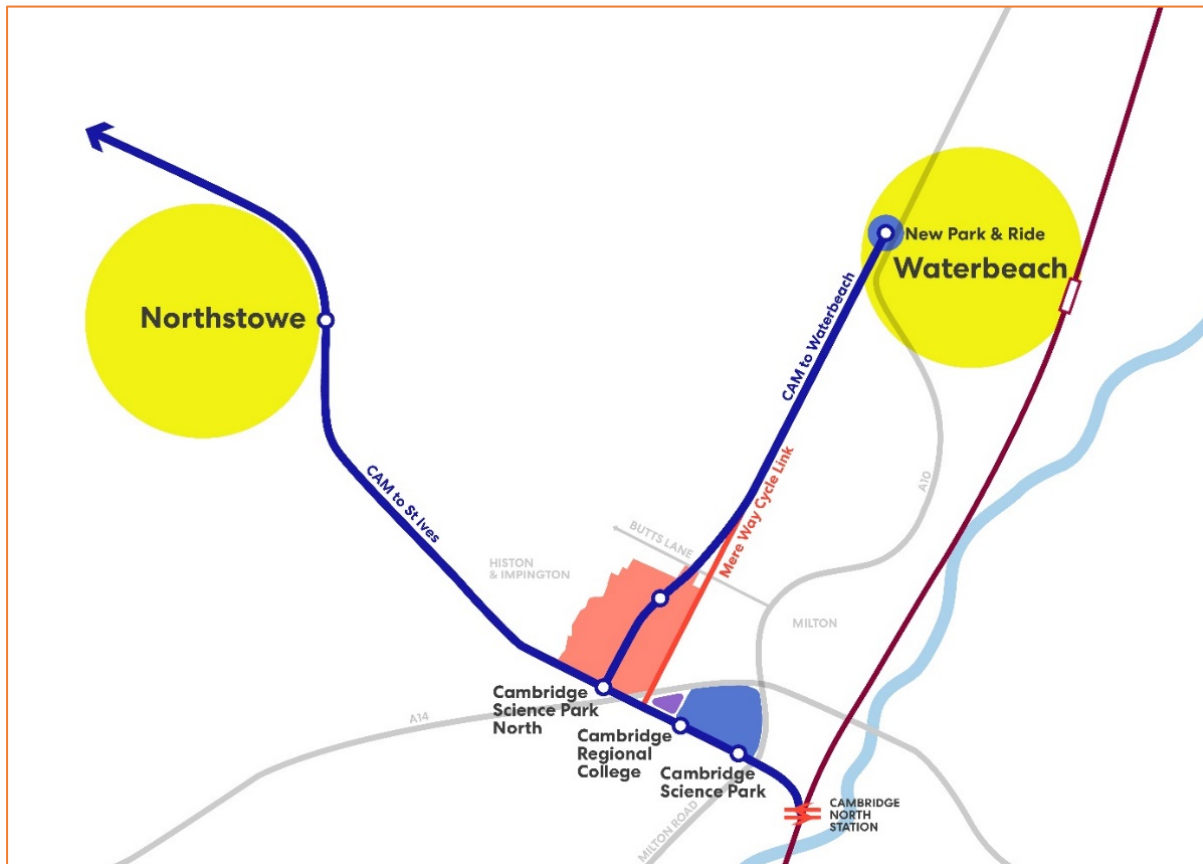 New Park & Ride
Waterbeach
Northstowe
CAM to Waterbeach
CAM to St Ives
Mere Way Cycle Link
A10
BUTTS LANE
HISTON
& IMPINGTON
MILTON
Cambridge
Science Park
North
A14
Cambridge
Regional
College
Cambridge
Science Park
MILTON ROAD
CAMBRIDGE
NORTH
STATION